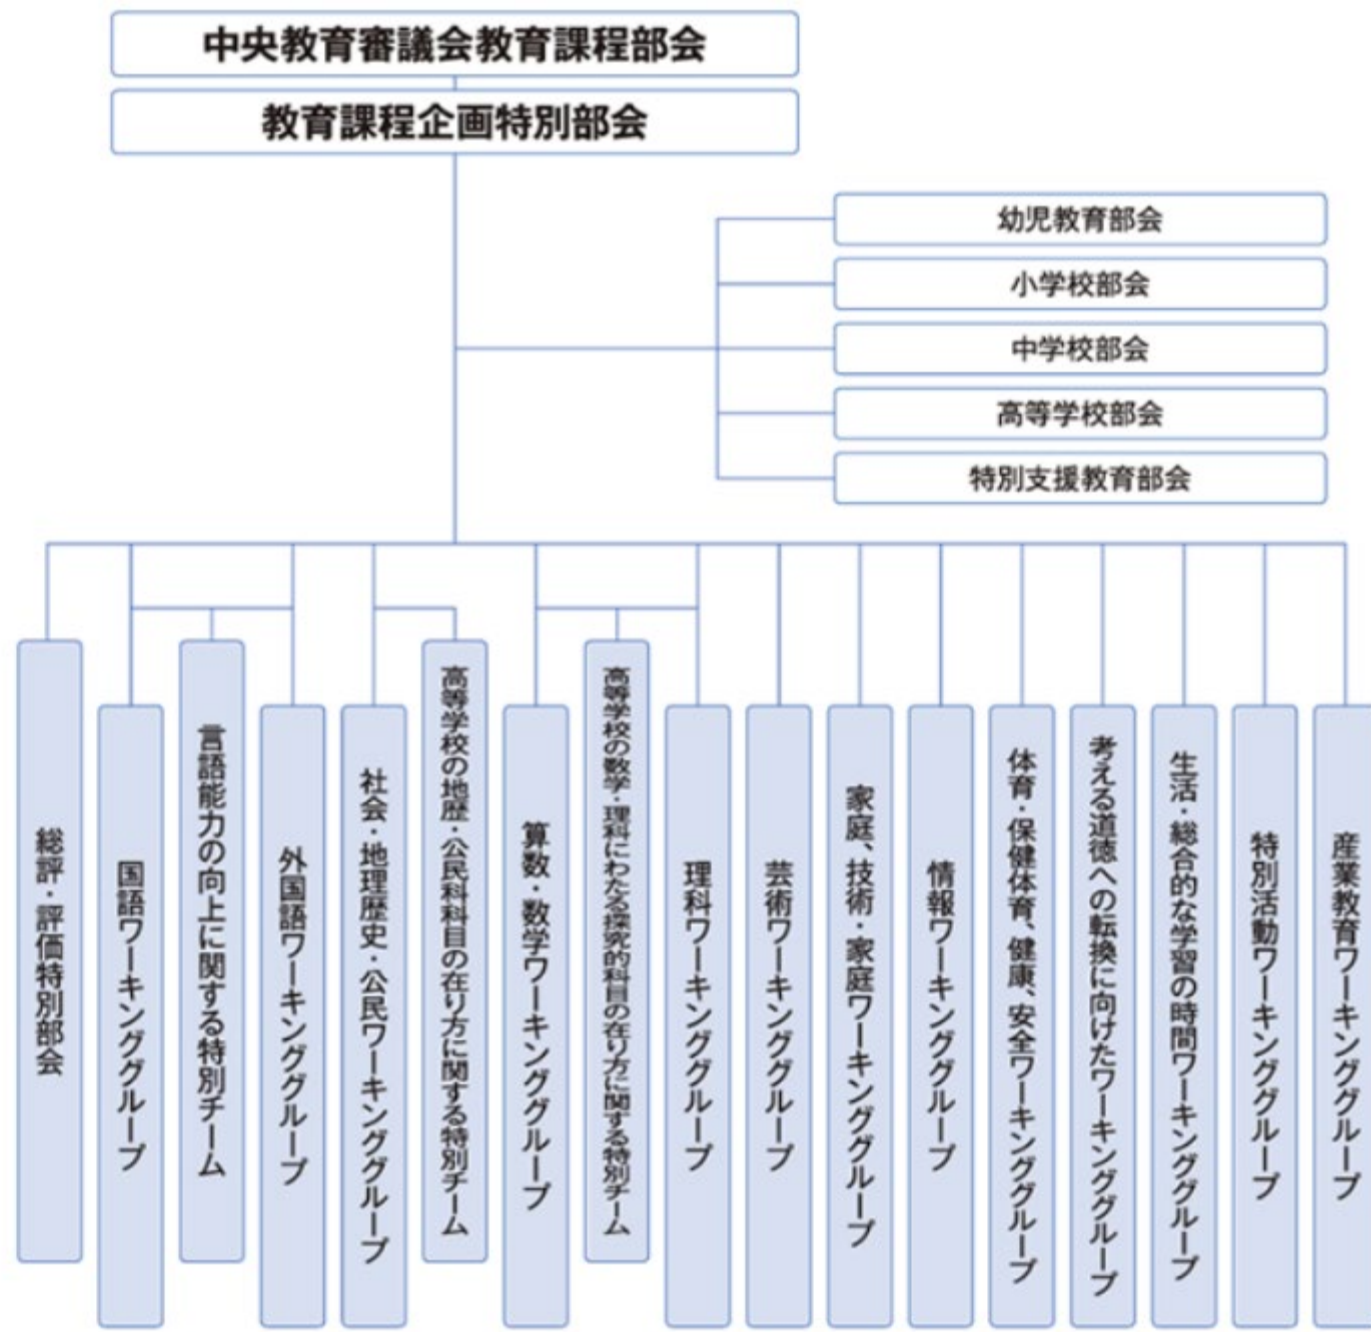 中央教育審議会教育課程部会
教育課程企画特別部会
幼児教育部会
小学校部会
中学校部会
高等学校部会
特別支援教育部会
総評・評価特別部会
国語ワーキンググループ
言語能力の向上に関する特別チーム
外国語ワーキンググループ
社会・地理歴史・公民ワーキンググループ
高等学校の地歴・公民科科目の在り方に関する特別チーム
算数・数学ワーキンググループ
高等学校の数学・理科にわたる探究的科目の在り方に関する特別チーム
理科ワーキンググループ
芸術ワーキンググループ
家庭、技術・家庭ワーキンググループ
情報ワーキンググループ
体育・保健体育、健康、安全ワーキンググループ
考える道徳への転換に向けたワーキンググループ
生活・総合的な学習の時間ワーキンググループ
特別活動ワーキンググループ
産業教育ワーキンググループ